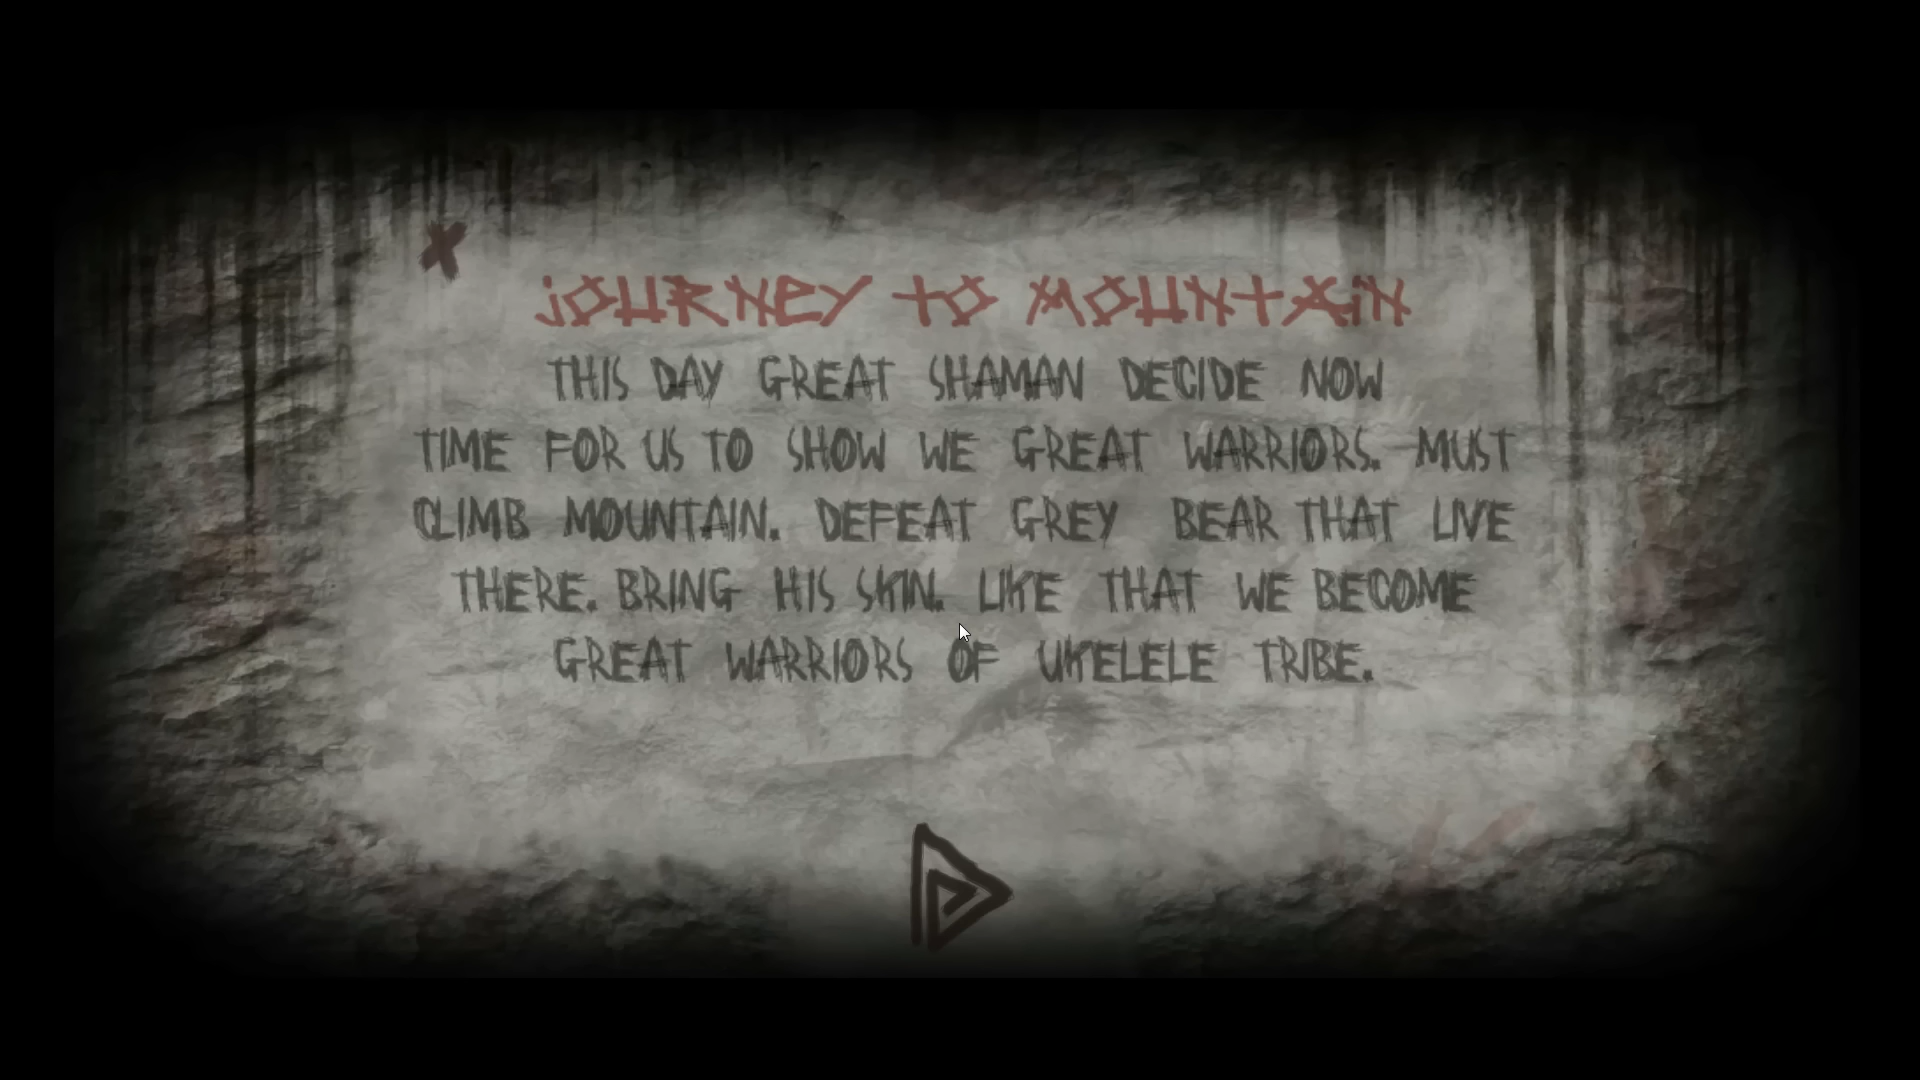 JOURNEY TO MOUNTAIN
THIS DAY GREAT SHAMAN DECIDE NOW
TIME FOR US TO SHOW WE GREAT WARRIORS. MUST
CLIMB MOUNTAIN. DEFEAT GREY BEAR THAT LIVE
THERE. BRING HIS SKIN. LIKE THAT WE BECOME
GREAT WARRIORS OF UKELELE TRIBE.